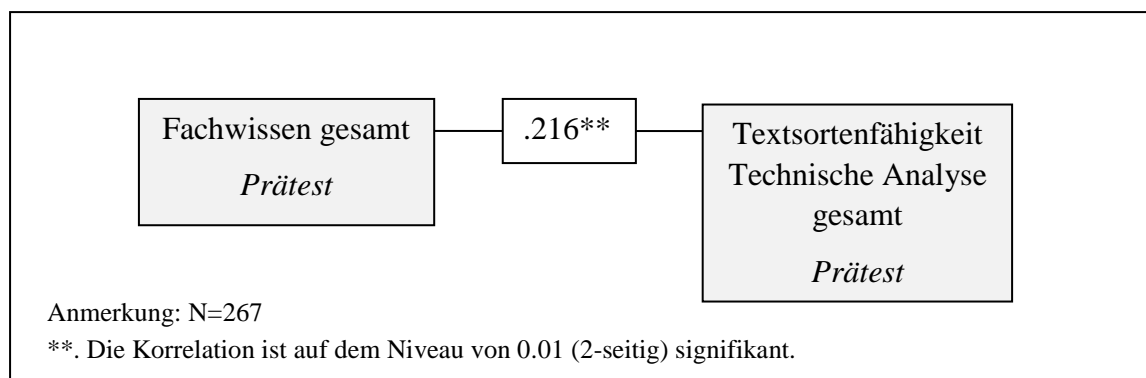 Fachwissen gesamt
Prätest
.216**
Textsortenfähigkeit
Technische Analyse
gesamt
Prätest
Anmerkung: N=267
**. Die Korrelation ist auf dem Niveau von 0.01 (2-seitig) signifikant.